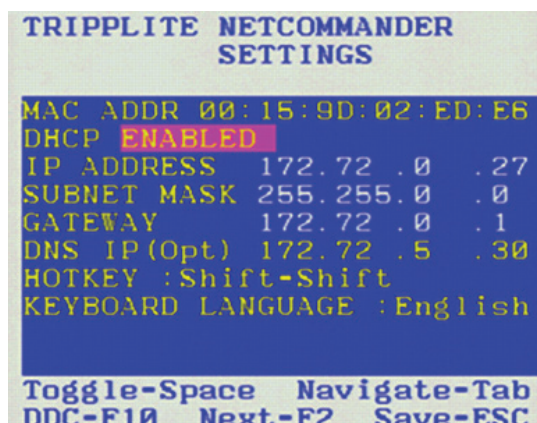 TRIPPLITE NETCOMMANDER
SETTINGS
MAC ADDR 00:15:9D:02:ED:E6
DHCP ENABLED
IP ADDRESS 172.72 .0 .27
SUBNET MASK 255.255.0 .0
GATEWAY 172.72 .0 .1
DNS IP(Opt) 172.72 .5 .30
HOTKEY :Shift-Shift
KEYBOARD LANGUAGE :English
Toggle-Space Navigate-Tab
DDC-F10 Next-F2 Save-ESC